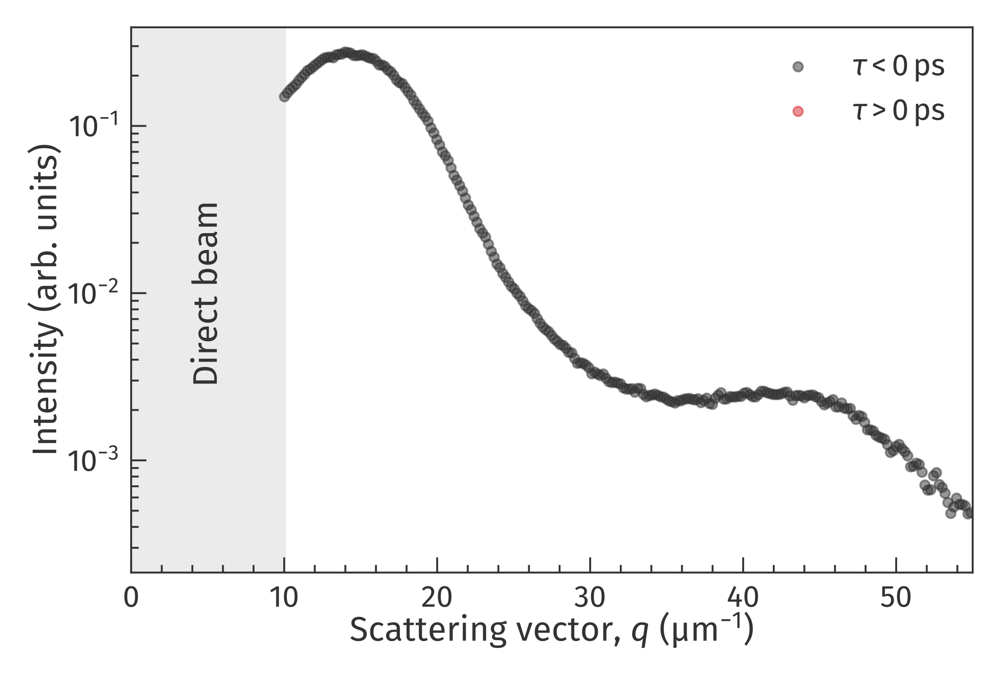 τ < 0 ps
τ > 0 ps
Intensity (arb. units)
10⁻¹
10⁻²
10⁻³
Direct beam
0 10 20 30 40 50
Scattering vector, q (µm⁻¹)